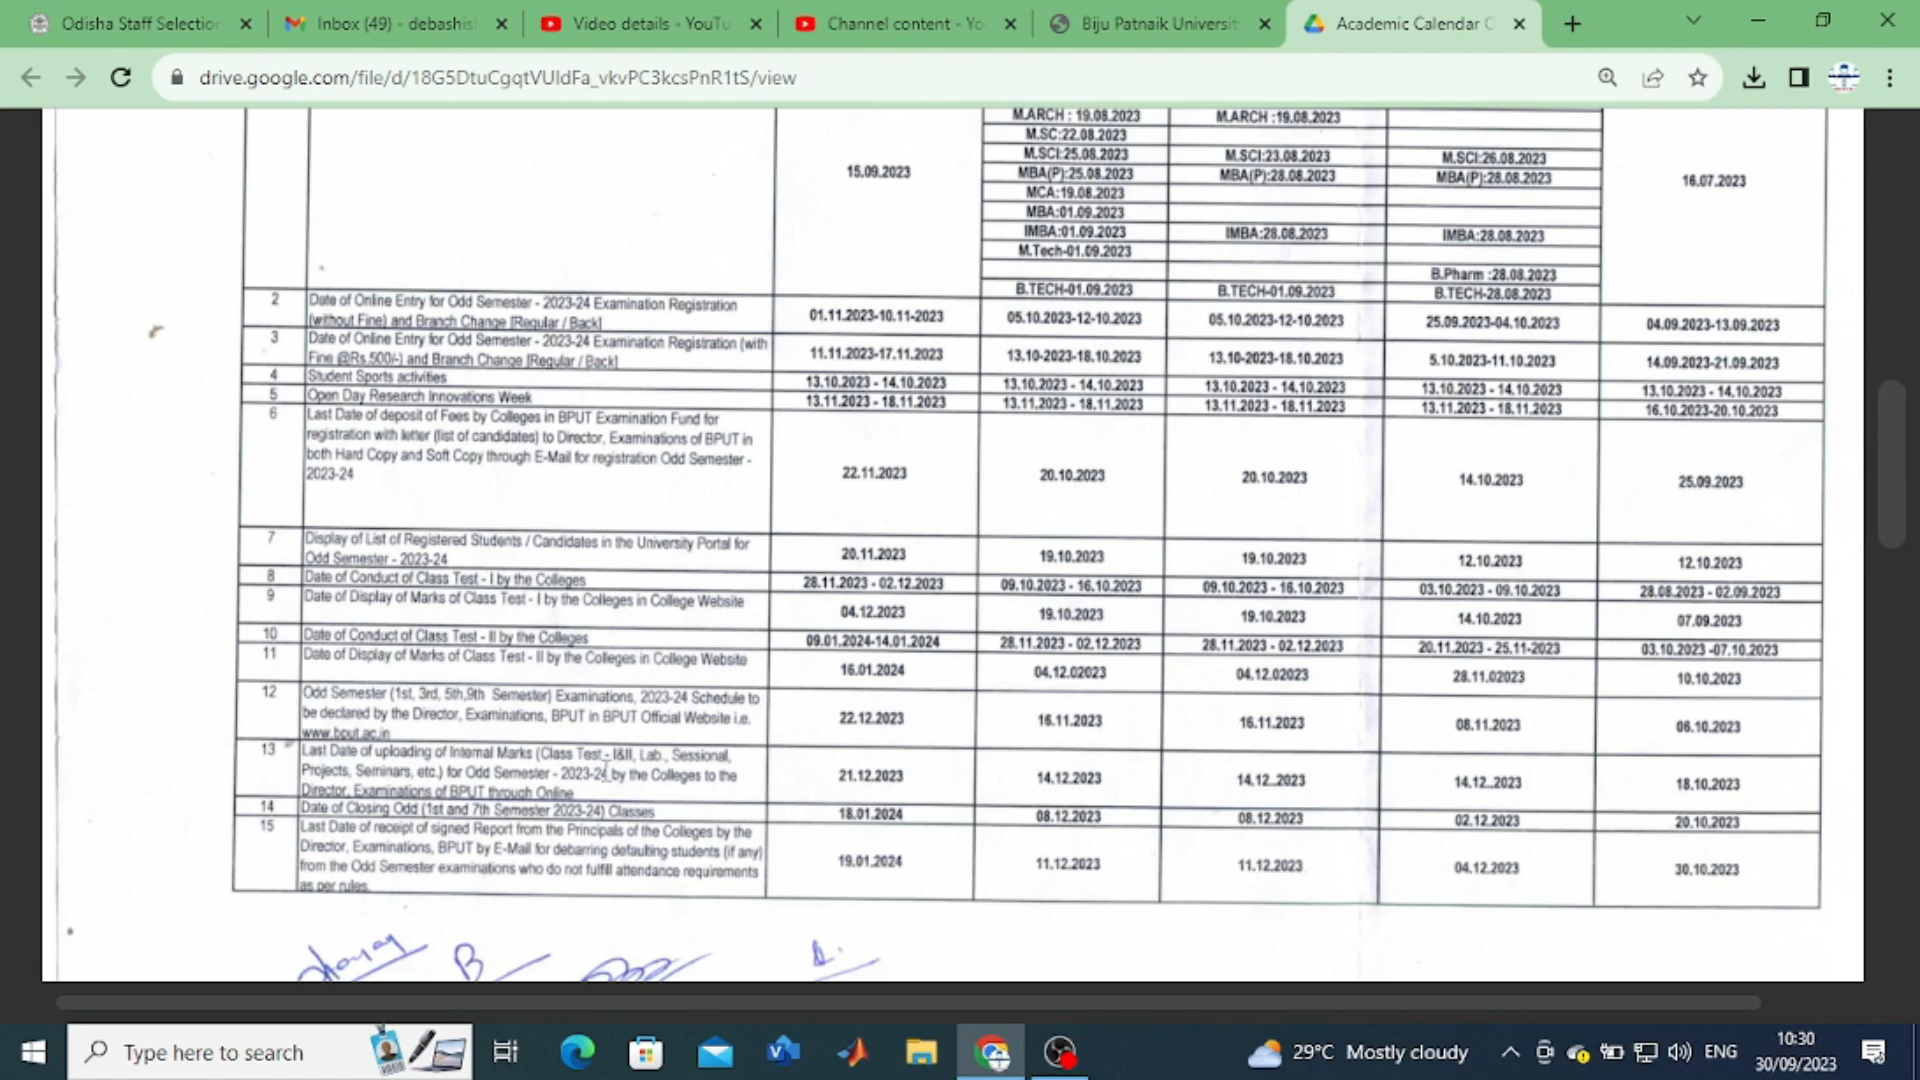 Odisha Staff Selection
Inbox (49) - debashis
Video details - YouTu
Channel content - Yo
Biju Patnaik Universit
Academic Calendar O
drive.google.com/file/d/18G5DtuCgqtVUldFa_vkvPC3kcsPnR1tS/view
15.09.2023
M.ARCH : 19.08.2023 M.ARCH :19.08.2023
M.SC:22.08.2023
M.SCI:25.08.2023 M.SCI:23.08.2023 M.SCI:26.08.2023
MBA(P):25.08.2023 MBA(P):28.08.2023 MBA(P):28.08.2023
16.07.2023
MCA:19.08.2023
MBA:01.09.2023
IMBA:01.09.2023 IMBA:28.08.2023 IMBA:28.08.2023
M.Tech-01.09.2023
B.Pharm :28.08.2023
B.TECH-01.09.2023 B.TECH-01.09.2023 B.TECH-28.08.2023
2 Date of Online Entry for Odd Semester - 2023-24 Examination Registration
(without Fine) and Branch Change [Regular / Back] 01.11.2023-10.11-2023 05.10.2023-12-10.2023 05.10.2023-12-10.2023 25.09.2023-04.10.2023 04.09.2023-13.09.2023
3 Date of Online Entry for Odd Semester - 2023-24 Examination Registration (with
Fine @Rs.500/-) and Branch Change [Regular / Back] 11.11.2023-17.11.2023 13.10-2023-18.10.2023 13.10-2023-18.10.2023 5.10.2023-11.10.2023 14.09.2023-21.09.2023
4 Student Sports activities 13.10.2023 - 14.10.2023 13.10.2023 - 14.10.2023 13.10.2023 - 14.10.2023 13.10.2023 - 14.10.2023 13.10.2023 - 14.10.2023
5 Open Day Research Innovations Week 13.11.2023 - 18.11.2023 13.11.2023 - 18.11.2023 13.11.2023 - 18.11.2023 13.11.2023 - 18.11.2023 16.10.2023-20.10.2023
6 Last Date of deposit of Fees by Colleges in BPUT Examination Fund for
registration with letter (list of candidates) to Director, Examinations of BPUT in
both Hard Copy and Soft Copy through E-Mail for registration Odd Semester -
2023-24 22.11.2023 20.10.2023 20.10.2023 14.10.2023 25.09.2023
7 Display of List of Registered Students / Candidates in the University Portal for
Odd Semester - 2023-24 20.11.2023 19.10.2023 19.10.2023 12.10.2023 12.10.2023
8 Date of Conduct of Class Test - I by the Colleges 28.11.2023 - 02.12.2023 09.10.2023 - 16.10.2023 09.10.2023 - 16.10.2023 03.10.2023 - 09.10.2023 28.08.2023 - 02.09.2023
9 Date of Display of Marks of Class Test - I by the Colleges in College Website 04.12.2023 19.10.2023 19.10.2023 14.10.2023 07.09.2023
10 Date of Conduct of Class Test - II by the Colleges 09.01.2024-14.01.2024 28.11.2023 - 02.12.2023 28.11.2023 - 02.12.2023 20.11.2023 - 25.11-2023 03.10.2023 -07.10.2023
11 Date of Display of Marks of Class Test - II by the Colleges in College Website 16.01.2024 04.12.02023 04.12.02023 28.11.02023 10.10.2023
12 Odd Semester (1st, 3rd, 5th,9th Semester) Examinations, 2023-24 Schedule to
be declared by the Director, Examinations, BPUT in BPUT Official Website i.e. 22.12.2023 16.11.2023 16.11.2023 08.11.2023 06.10.2023
www.bput.ac.in
13 Last Date of uploading of Internal Marks (Class Test - I&II, Lab., Sessional,
Projects, Seminars, etc.) for Odd Semester - 2023-24 by the Colleges to the 21.12.2023 14.12.2023 14.12..2023 14.12..2023 18.10.2023
Director, Examinations of BPUT through Online
14 Date of Closing Odd (1st and 7th Semester 2023-24) Classes 18.01.2024 08.12.2023 08.12.2023 02.12.2023 20.10.2023
15 Last Date of receipt of signed Report from the Principals of the Colleges by the
Director, Examinations, BPUT by E-Mail for debarring defaulting students (if any)
from the Odd Semester examinations who do not fulfill attendance requirements 19.01.2024 11.12.2023 11.12.2023 04.12.2023 30.10.2023
as per rules.
Type here to search
29°C Mostly cloudy
ENG
10:30
30/09/2023